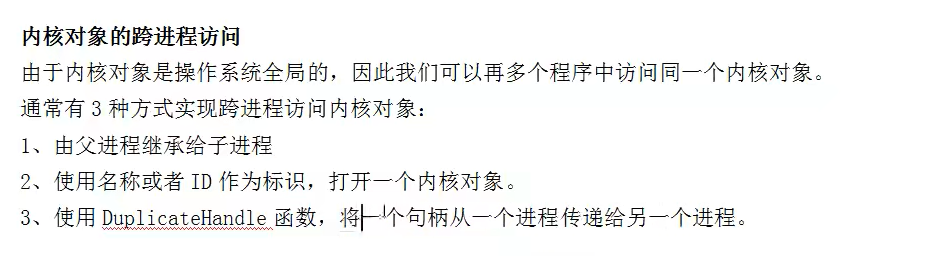 内核对象的跨进程访问
由于内核对象是操作系统全局的，因此我们可以再多个程序中访问同一个内核对象。
通常有 3 种方式实现跨进程访问内核对象：
1、由父进程继承给子进程
2、使用名称或者 ID 作为标识，打开一个内核对象。
3、使用 DuplicateHandle 函数，将一个句柄从一个进程传递给另一个进程。